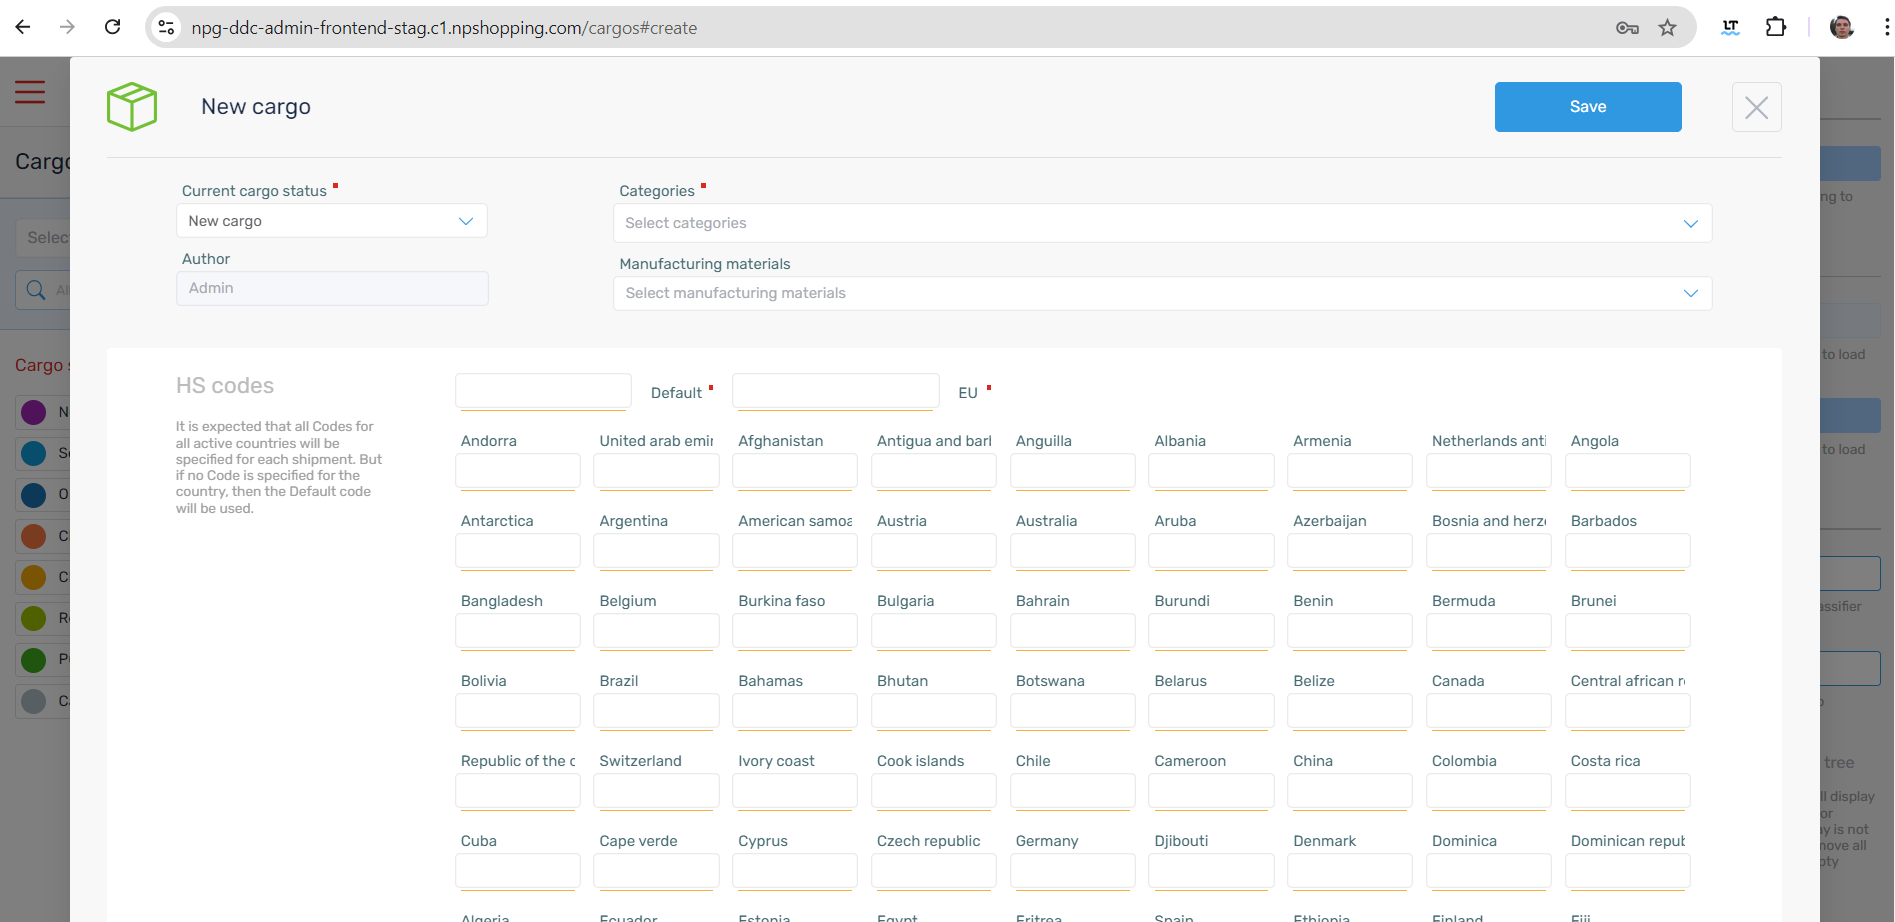 npg-ddc-admin-frontend-stag.c1.npshopping.com/cargos#create
LT
New cargo
Save
Cargo
ng to
Current cargo status
Categories
New cargo
Select categories
Selec
Author
Manufacturing materials
Admin
Select manufacturing materials
Al
to load
Cargo s
HS codes
Default
EU
It is expected that all Codes for
all active countries will be
specified for each shipment. But
if no Code is specified for the
country, then the Default code
will be used.
N
S
O
C
C
R
P
C
to load
Andorra United arab emir Afghanistan Antigua and barl Anguilla Albania Armenia Netherlands anti Angola
Antarctica Argentina American samoa Austria Australia Aruba Azerbaijan Bosnia and herze Barbados
Bangladesh Belgium Burkina faso Bulgaria Bahrain Burundi Benin Bermuda Brunei
assifier
Bolivia Brazil Bahamas Bhutan Botswana Belarus Belize Canada Central african r
Republic of the c Switzerland Ivory coast Cook islands Chile Cameroon China Colombia Costa rica
tree
ll display
or
ay is not
move all
pty
Cuba Cape verde Cyprus Czech republic Germany Djibouti Denmark Dominica Dominican repub
Algeria Ecuador Estonia Egypt Eritrea Spain Ethiopia Finland Fiji